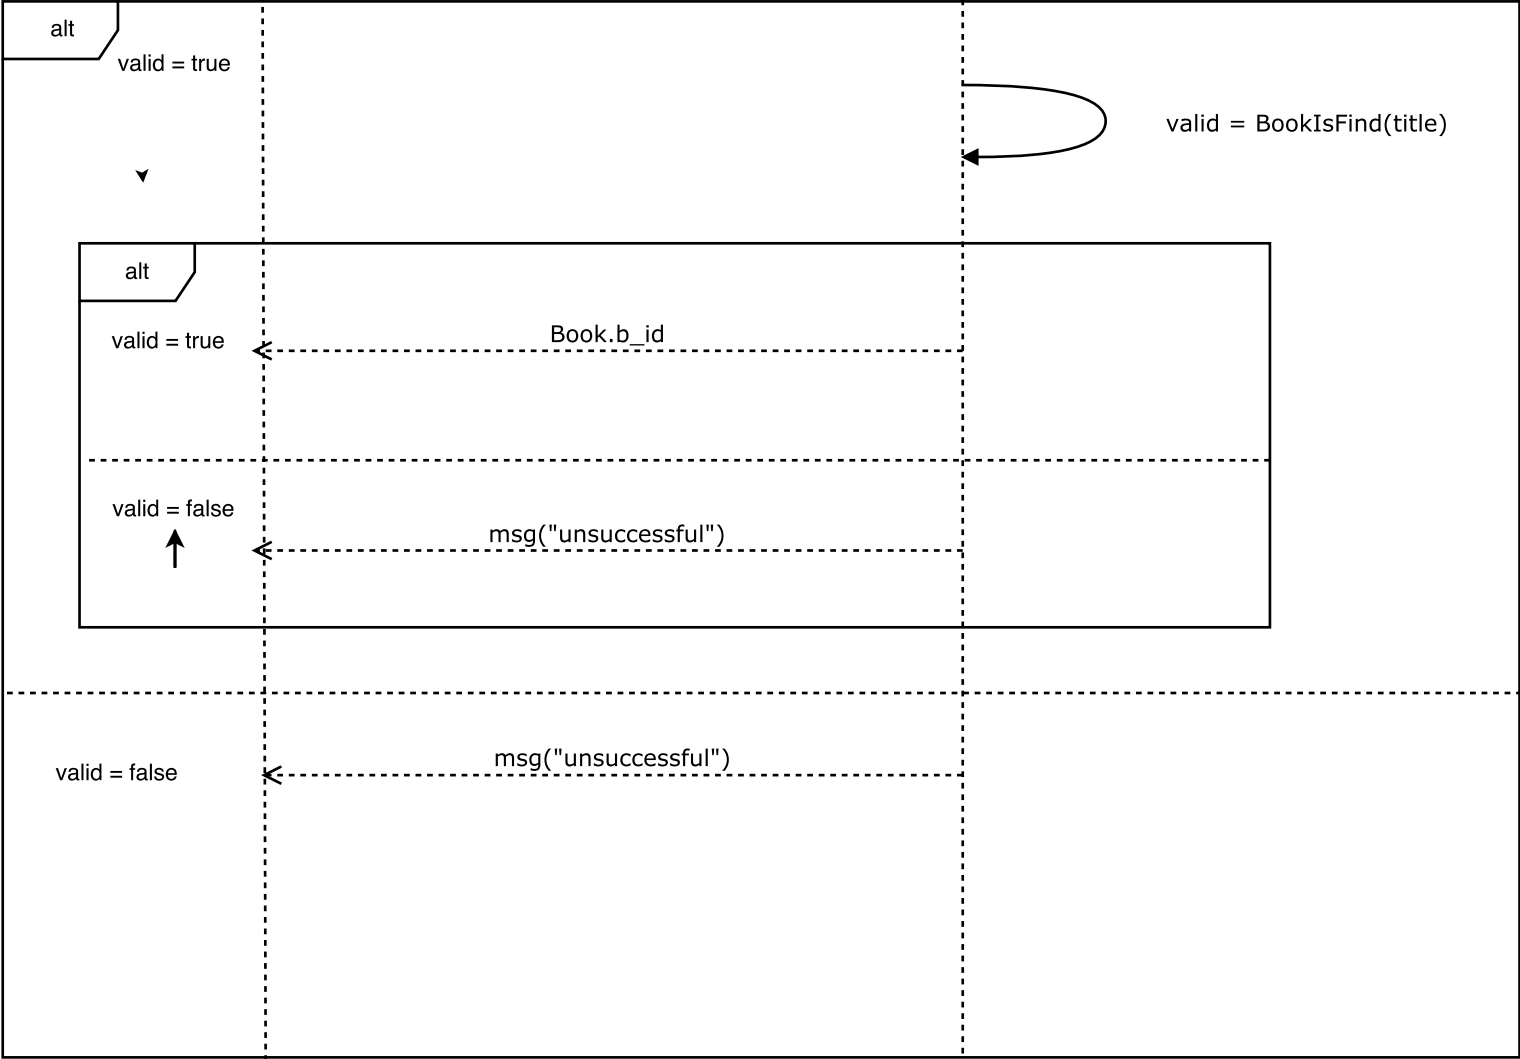 alt
valid = true
valid = BookIsFind(title)
alt
valid = true
Book.b_id
valid = false
msg("unsuccessful")
valid = false
msg("unsuccessful")